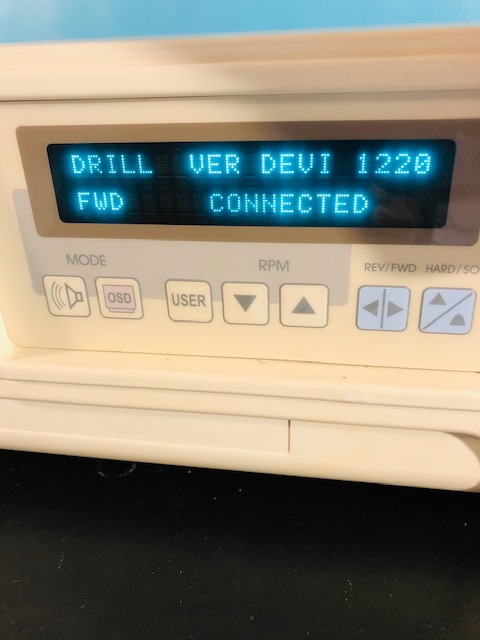 DRILL VER DEVI 1220
FWD CONNECTED
MODE RPM REV/FWD HARD/SO
OSD USER